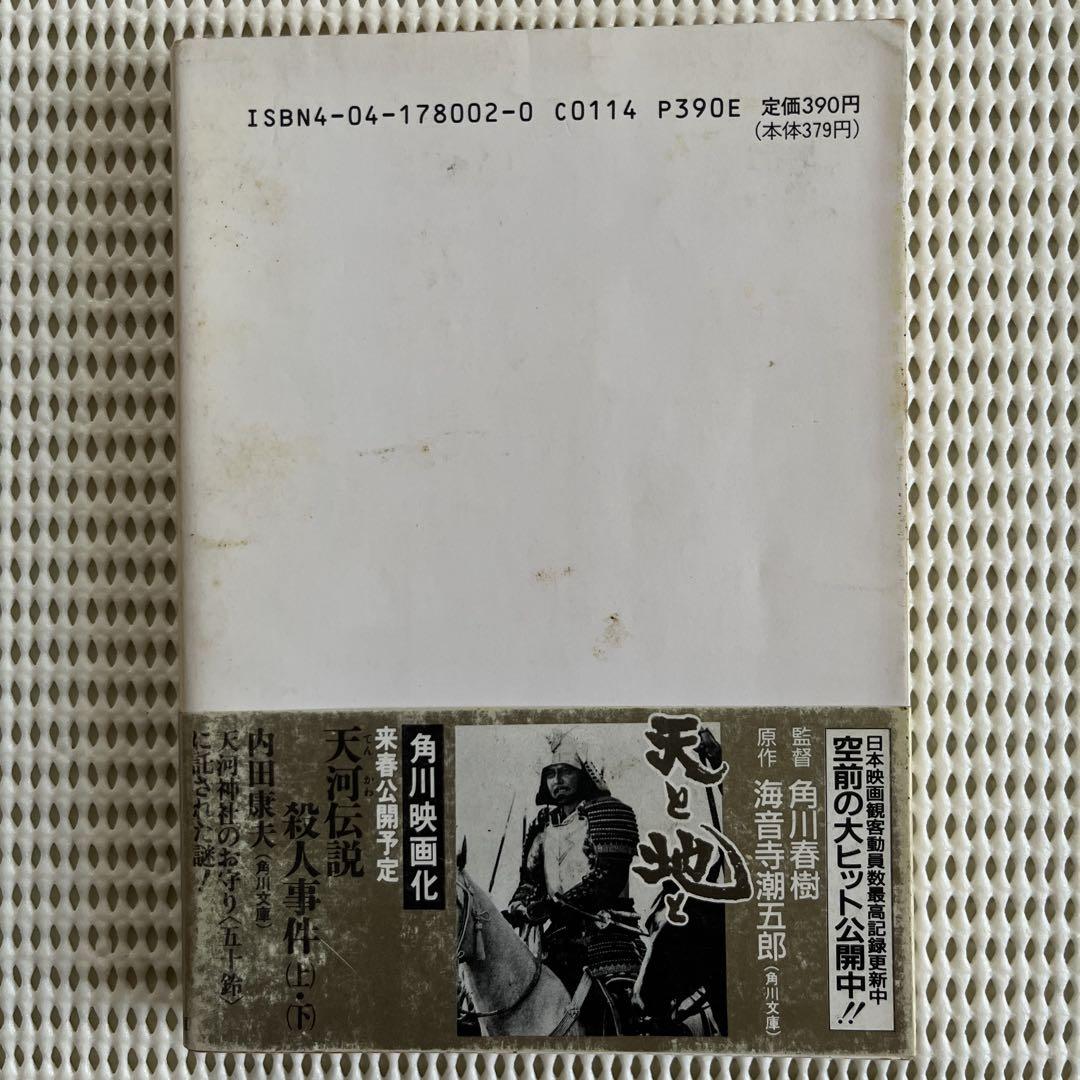 ISBN4-04-178002-0 C0114 P390E 定価390円
(本体379円)
日本映画観客動員数最高記録更新中
空前の大ヒット公開中!!
監督 角川春樹
原作 海音寺潮五郎(角川文庫)
天と地と
角川映画化
来春公開予定
てん かわ
天河伝説
殺人事件(上)・(下)
内田康夫(角川文庫)
天河神社のお守り〈五十鈴〉
に託された謎!